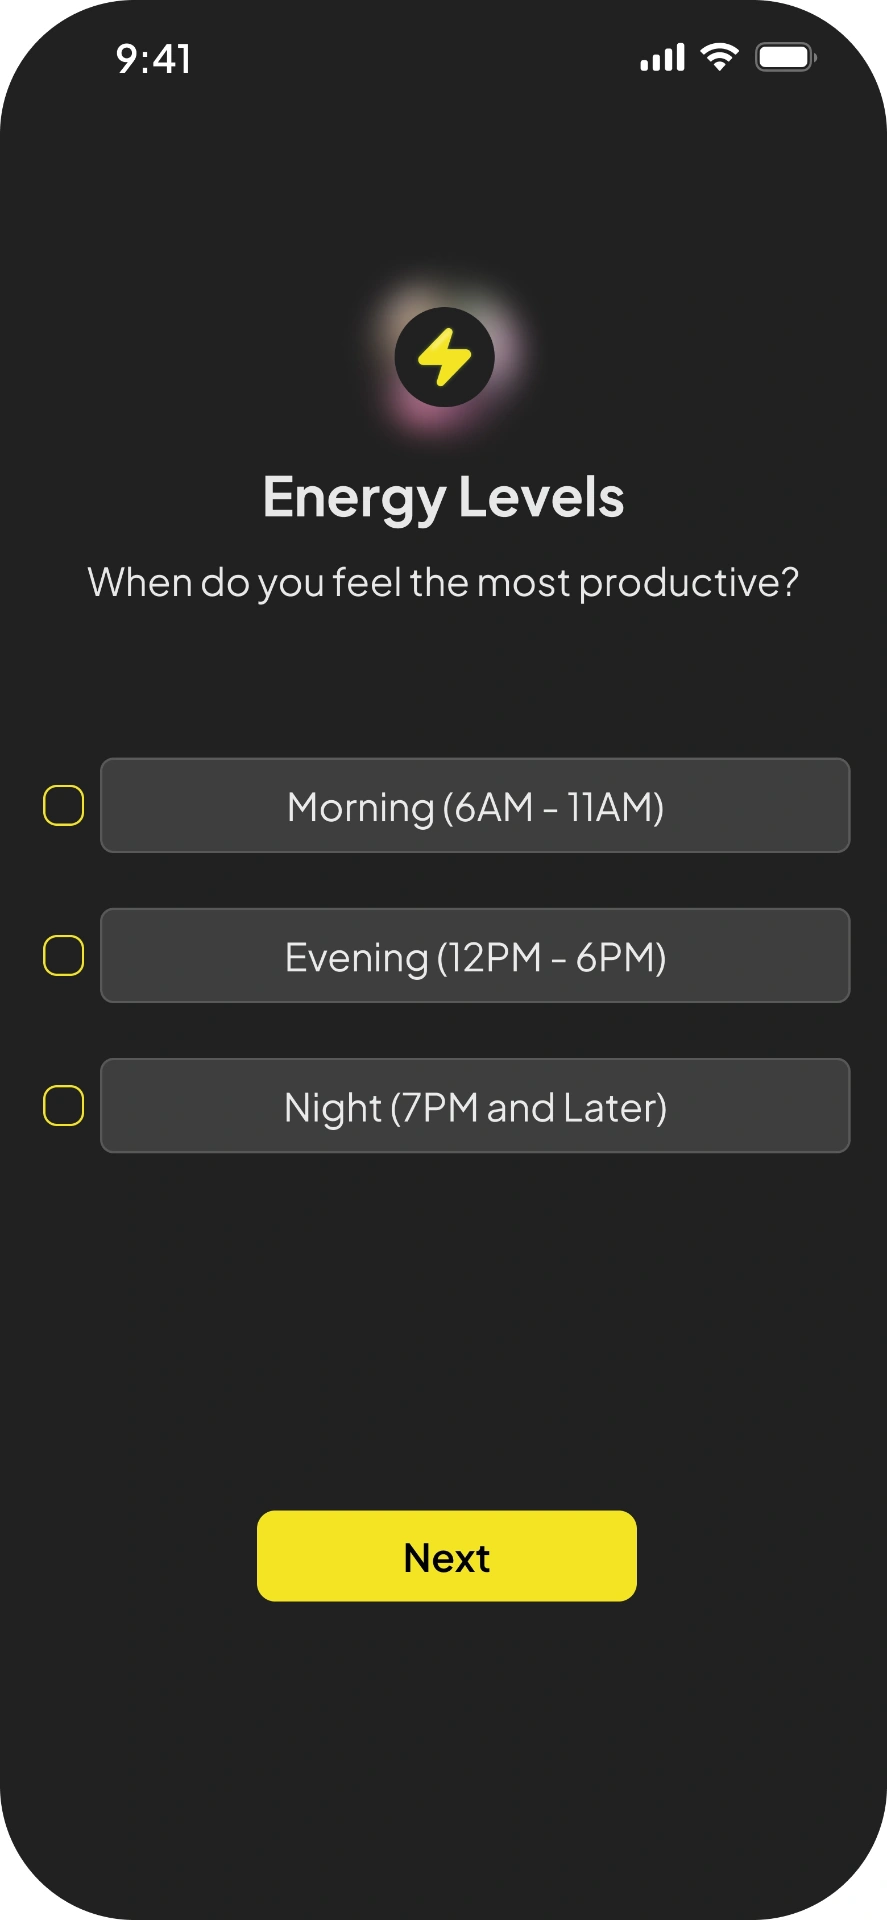 9:41
Energy Levels
When do you feel the most productive?
Morning (6AM - 11AM)
Evening (12PM - 6PM)
Night (7PM and Later)
Next